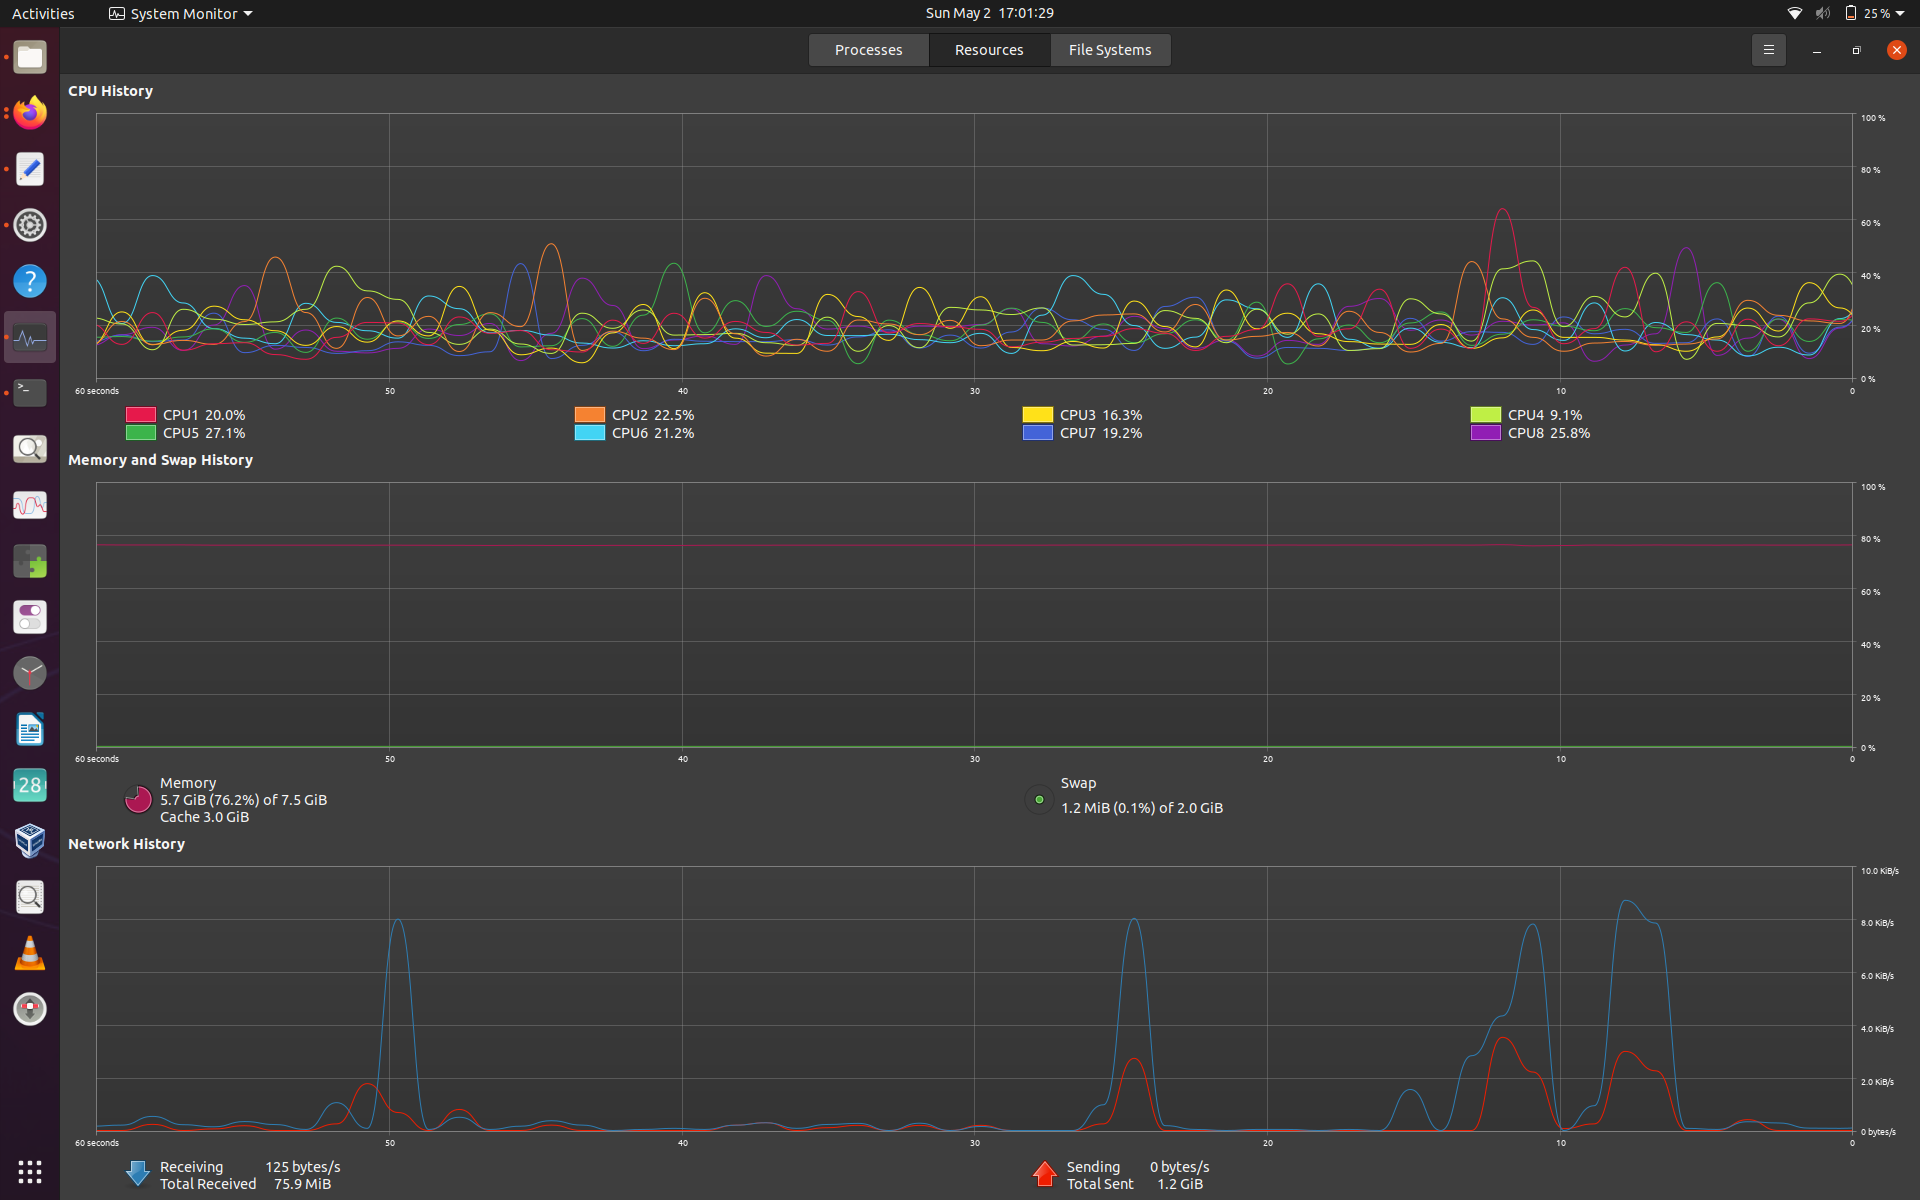 Activities System Monitor Sun May 2 17:01:29 25 %
Processes Resources File Systems
CPU History
100 %
80 %
60 %
40 %
20 %
0 %
60 seconds 50 40 30 20 10 0
CPU1 20.0% CPU2 22.5% CPU3 16.3% CPU4 9.1%
CPU5 27.1% CPU6 21.2% CPU7 19.2% CPU8 25.8%
Memory and Swap History
100 %
80 %
60 %
40 %
20 %
0 %
60 seconds 50 40 30 20 10 0
Memory
5.7 GiB (76.2%) of 7.5 GiB
Cache 3.0 GiB
Swap
1.2 MiB (0.1%) of 2.0 GiB
28
Network History
10.0 KiB/s
8.0 KiB/s
6.0 KiB/s
4.0 KiB/s
2.0 KiB/s
0 bytes/s
60 seconds 50 40 30 20 10 0
Receiving 125 bytes/s
Total Received 75.9 MiB
Sending 0 bytes/s
Total Sent 1.2 GiB